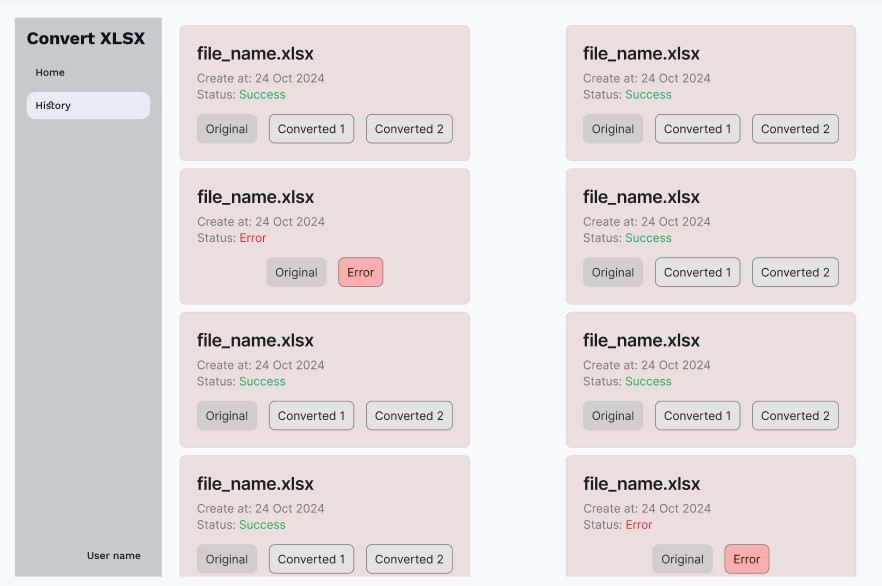 Convert XLSX
Home
History
User name
file_name.xlsx
Create at: 24 Oct 2024
Status: Success
Original Converted 1 Converted 2
file_name.xlsx
Create at: 24 Oct 2024
Status: Success
Original Converted 1 Converted 2
file_name.xlsx
Create at: 24 Oct 2024
Status: Error
Original Error
file_name.xlsx
Create at: 24 Oct 2024
Status: Success
Original Converted 1 Converted 2
file_name.xlsx
Create at: 24 Oct 2024
Status: Success
Original Converted 1 Converted 2
file_name.xlsx
Create at: 24 Oct 2024
Status: Success
Original Converted 1 Converted 2
file_name.xlsx
Create at: 24 Oct 2024
Status: Success
Original Converted 1 Converted 2
file_name.xlsx
Create at: 24 Oct 2024
Status: Error
Original Error